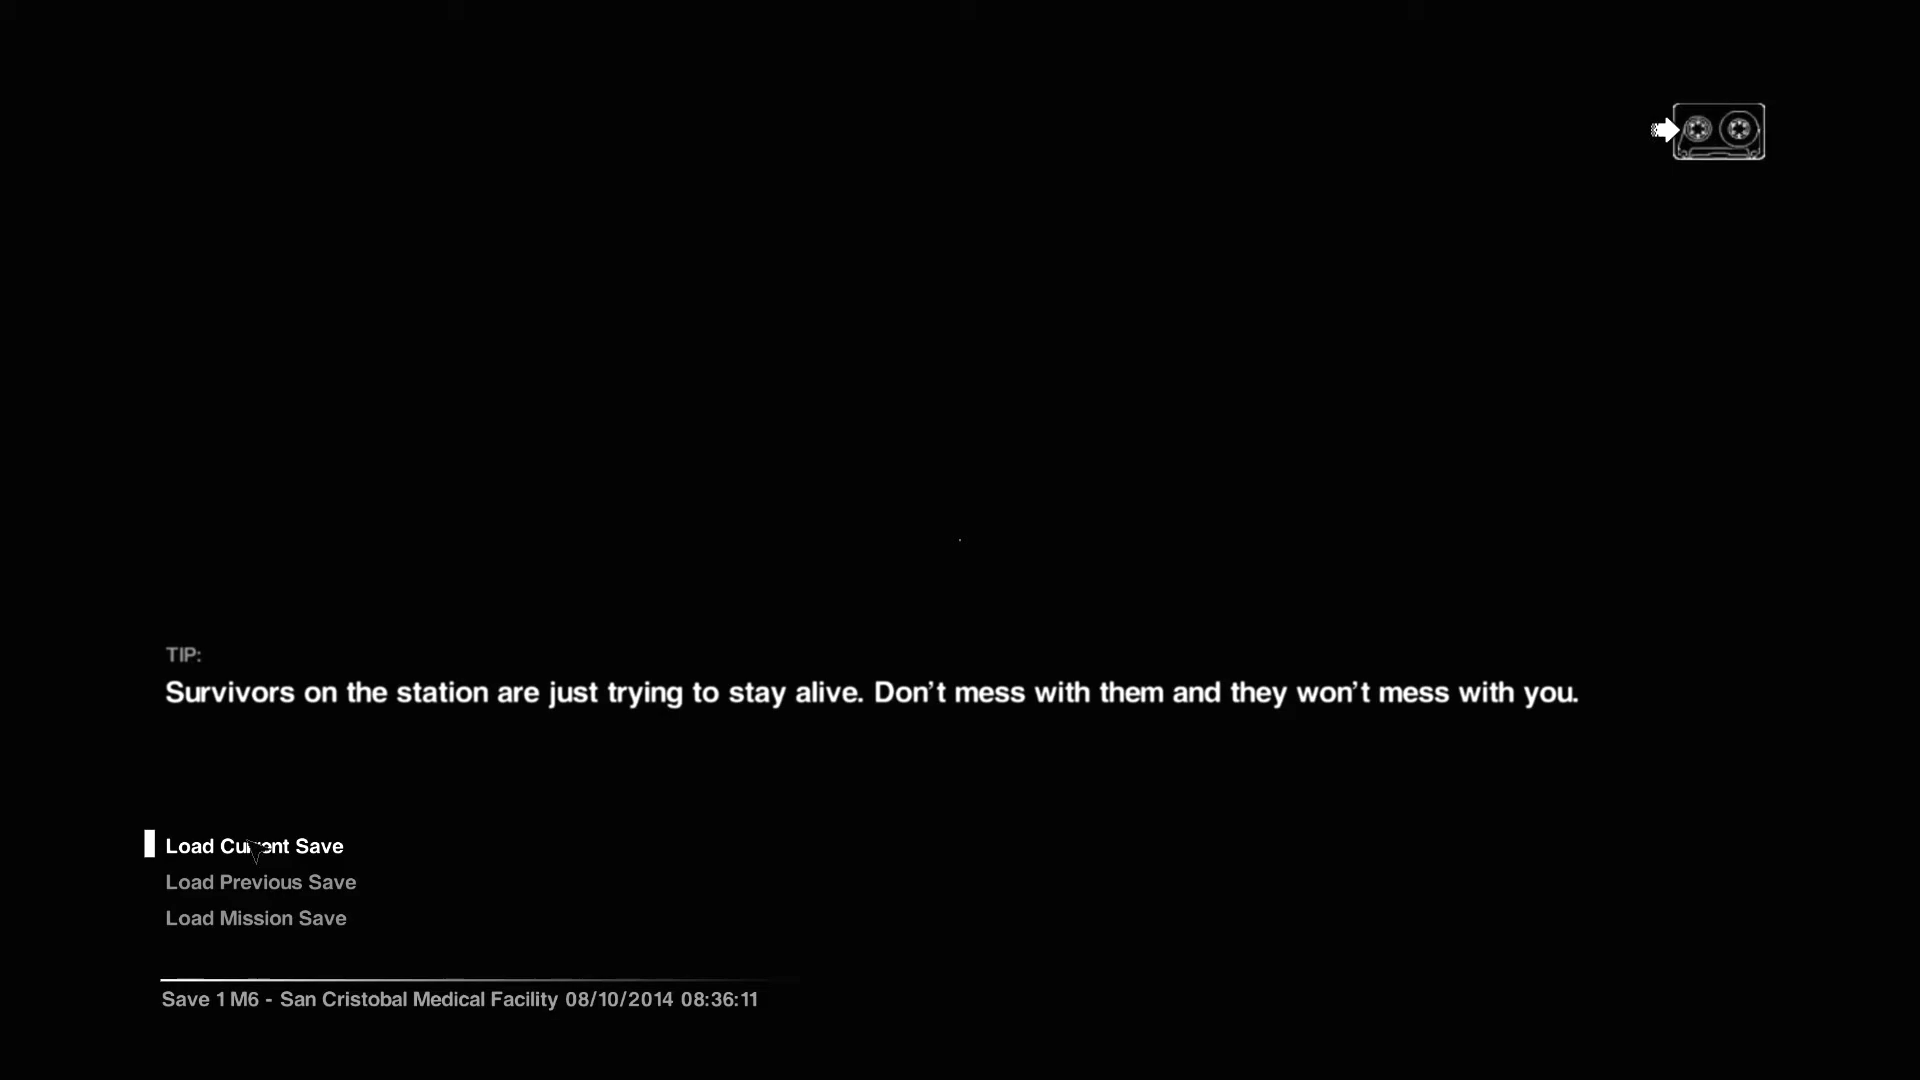 TIP:
Survivors on the station are just trying to stay alive. Don't mess with them and they won't mess with you.
Load Current Save
Load Previous Save
Load Mission Save
Save 1 M6 - San Cristobal Medical Facility 08/10/2014 08:36:11